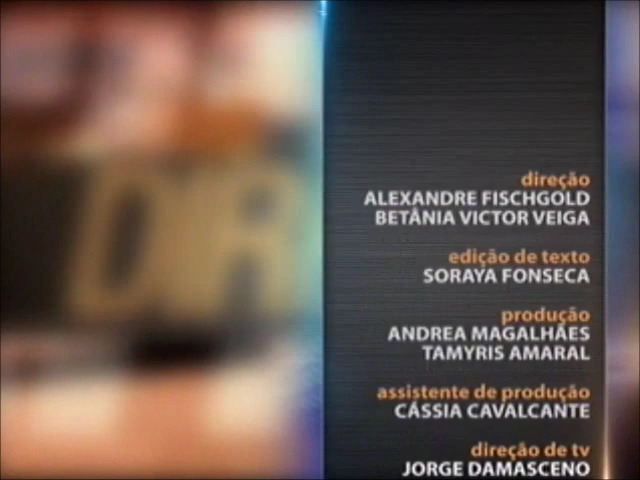 direção
ALEXANDRE FISCHGOLD
BETÂNIA VICTOR VEIGA
edição de texto
SORAYA FONSECA
produção
ANDREA MAGALHÃES
TAMYRIS AMARAL
assistente de produção
CÁSSIA CAVALCANTE
direção de tv
JORGE DAMASCENO